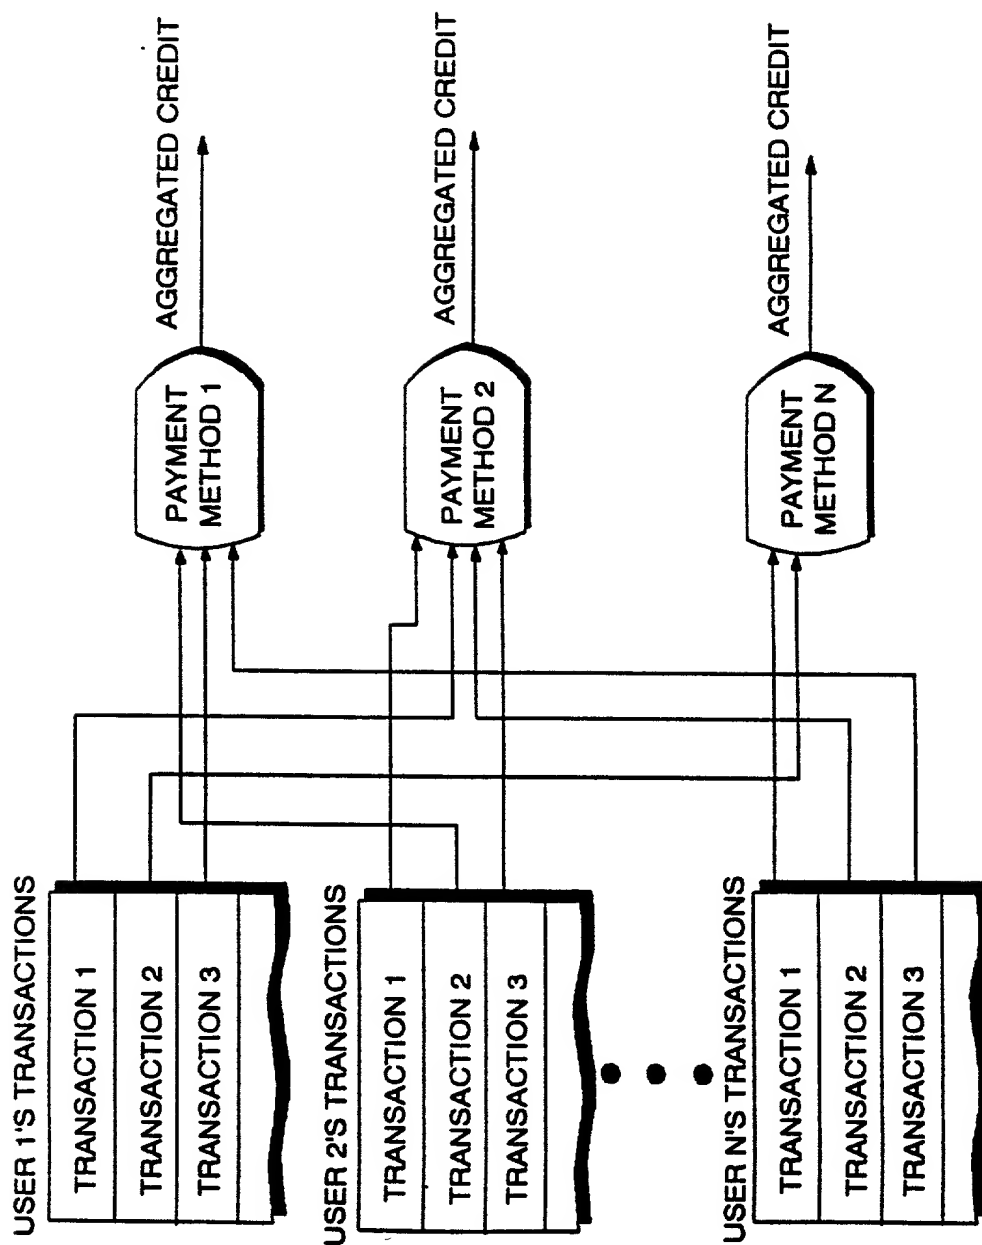 USER 1'S TRANSACTIONS
TRANSACTION 1
TRANSACTION 2
TRANSACTION 3
USER 2'S TRANSACTIONS
TRANSACTION 1
TRANSACTION 2
TRANSACTION 3
USER N'S TRANSACTIONS
TRANSACTION 1
TRANSACTION 2
TRANSACTION 3
PAYMENT
METHOD 1
AGGREGATED CREDIT
PAYMENT
METHOD 2
AGGREGATED CREDIT
PAYMENT
METHOD N
AGGREGATED CREDIT